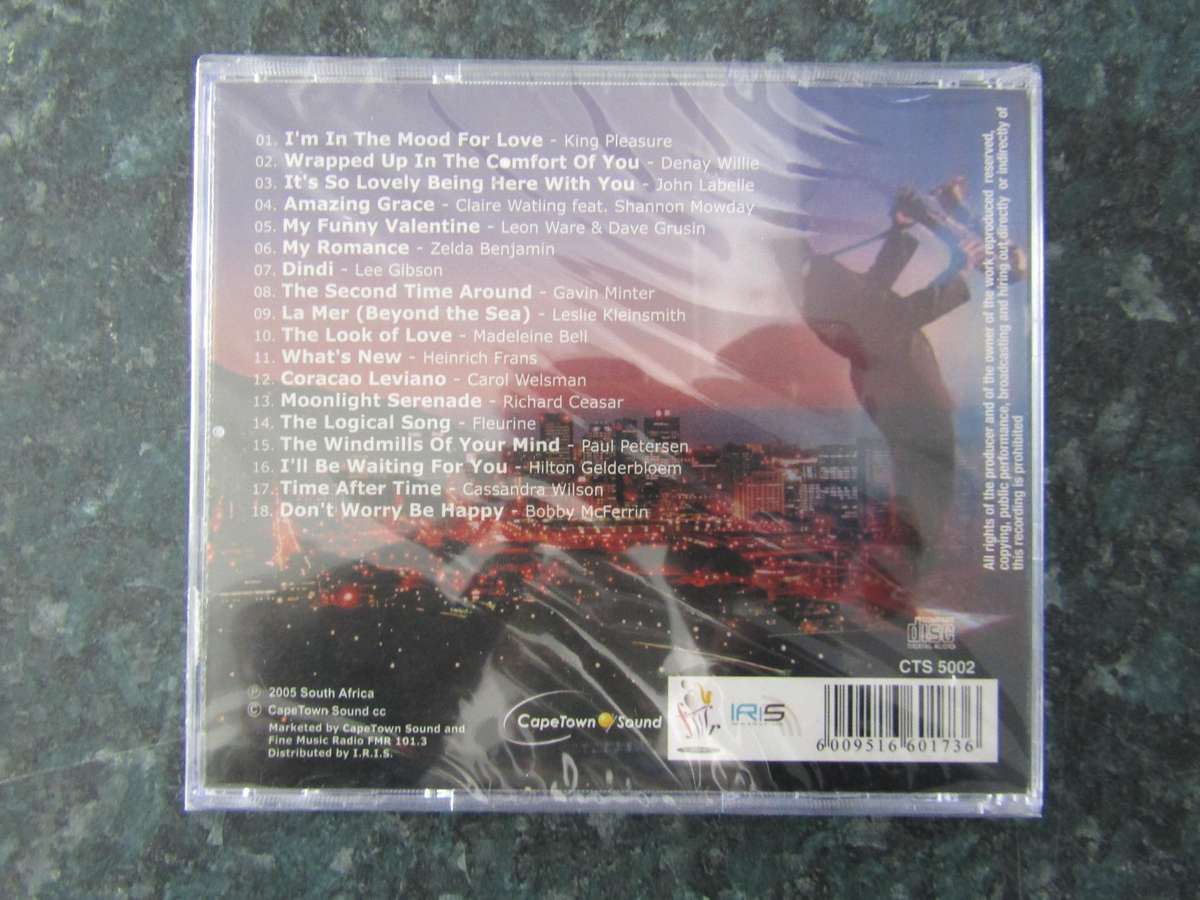 01. I'm In The Mood For Love - King Pleasure
02. Wrapped Up In The Comfort Of You - Denay Willie
03. It's So Lovely Being Here With You - John Labelle
04. Amazing Grace - Claire Watling feat. Shannon Mowday
05. My Funny Valentine - Leon Ware & Dave Grusin
06. My Romance - Zelda Benjamin
07. Dindi - Lee Gibson
08. The Second Time Around - Gavin Minter
09. La Mer (Beyond the Sea) - Leslie Kleinsmith
10. The Look of Love - Madeleine Bell
11. What's New - Heinrich Frans
12. Coracao Leviano - Carol Welsman
13. Moonlight Serenade - Richard Ceasar
14. The Logical Song - Fleurine
15. The Windmills Of Your Mind - Paul Petersen
16. I'll Be Waiting For You - Hilton Gelderbloem
17. Time After Time - Cassandra Wilson
18. Don't Worry Be Happy - Bobby McFerrin
All rights of the producer and of the owner of the work reproduced reserved,
copying, public performance, broadcasting and hiring out directly or indirectly of
this recording is prohibited
disc
DIGITAL AUDIO
CTS 5002
Ⓟ 2005 South Africa
© CapeTown Sound cc
Marketed by CapeTown Sound and
Fine Music Radio FMR 101.3
Distributed by I.R.I.S.
CapeTown Sound
IRIS
6009516601736